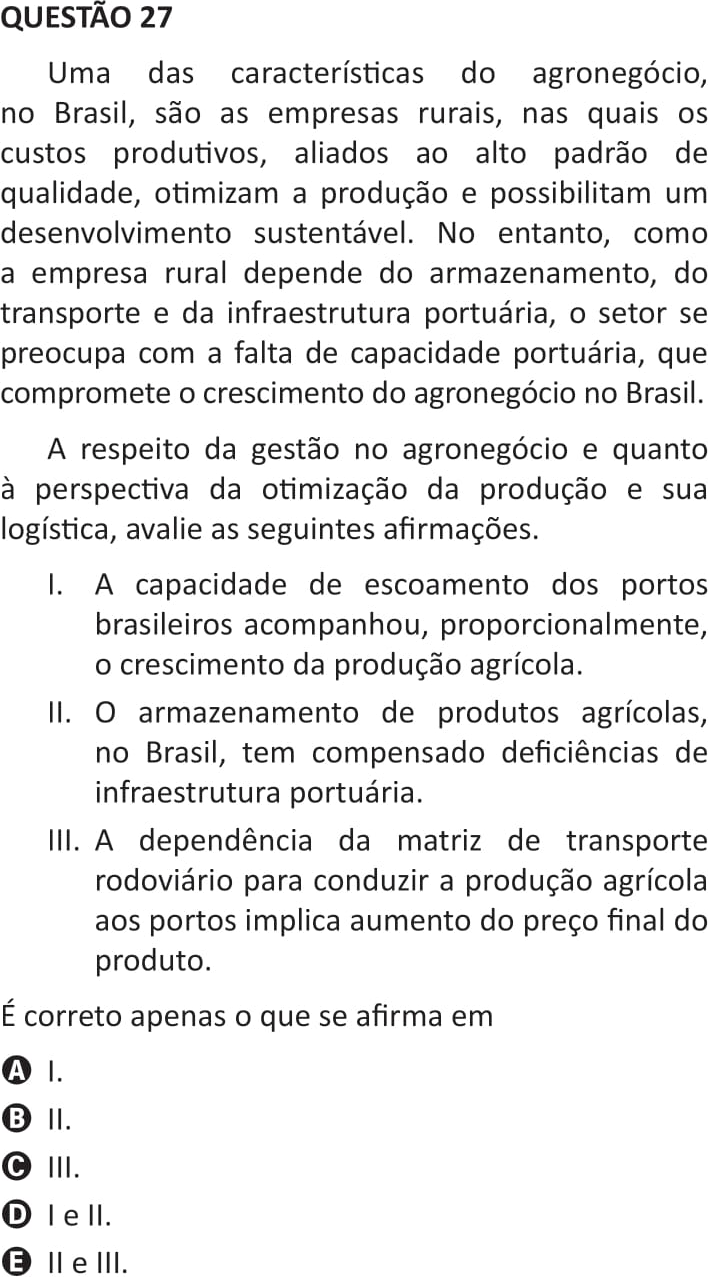 QUESTÃO 27
Uma das características do agronegócio,
no Brasil, são as empresas rurais, nas quais os
custos produtivos, aliados ao alto padrão de
qualidade, otimizam a produção e possibilitam um
desenvolvimento sustentável. No entanto, como
a empresa rural depende do armazenamento, do
transporte e da infraestrutura portuária, o setor se
preocupa com a falta de capacidade portuária, que
compromete o crescimento do agronegócio no Brasil.
A respeito da gestão no agronegócio e quanto
à perspectiva da otimização da produção e sua
logística, avalie as seguintes afirmações.
I. A capacidade de escoamento dos portos
brasileiros acompanhou, proporcionalmente,
o crescimento da produção agrícola.
II. O armazenamento de produtos agrícolas,
no Brasil, tem compensado deficiências de
infraestrutura portuária.
III. A dependência da matriz de transporte
rodoviário para conduzir a produção agrícola
aos portos implica aumento do preço final do
produto.
É correto apenas o que se afirma em
A I.
B II.
C III.
D I e II.
E II e III.